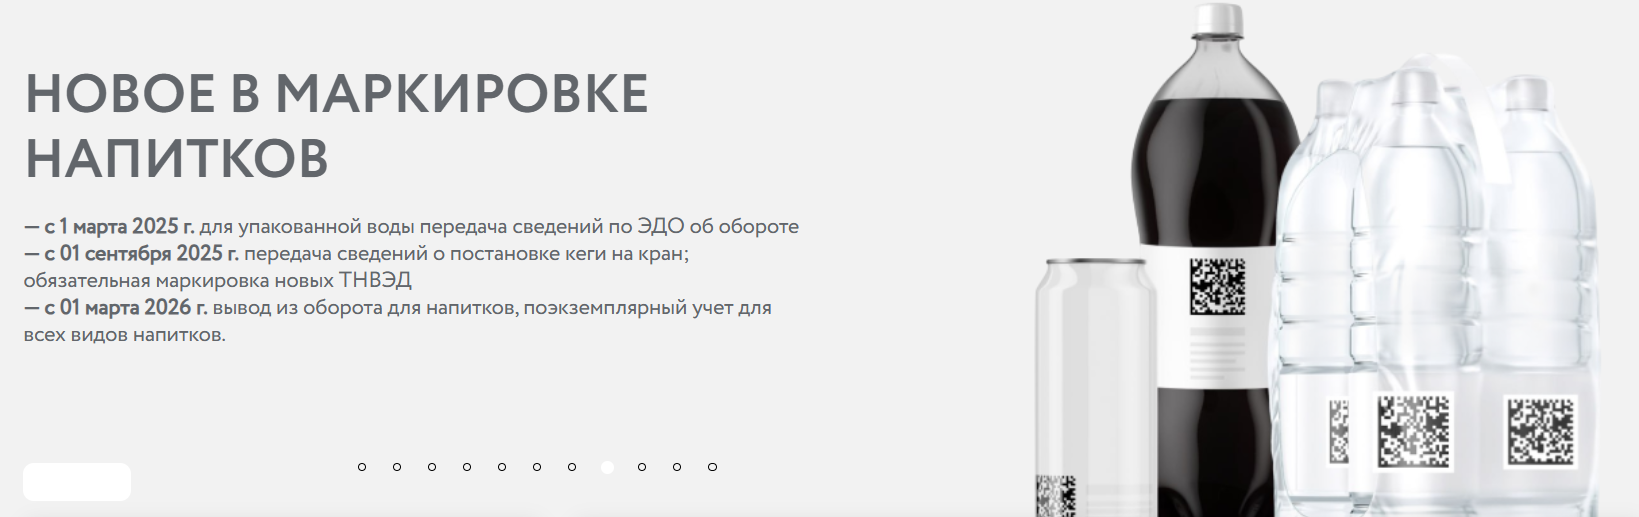 НОВОЕ В МАРКИРОВКЕ
НАПИТКОВ
— с 1 марта 2025 г. для упакованной воды передача сведений по ЭДО об обороте
— с 01 сентября 2025 г. передача сведений о постановке кеги на кран;
обязательная маркировка новых ТНВЭД
— с 01 марта 2026 г. вывод из оборота для напитков, поэкземплярный учет для
всех видов напитков.